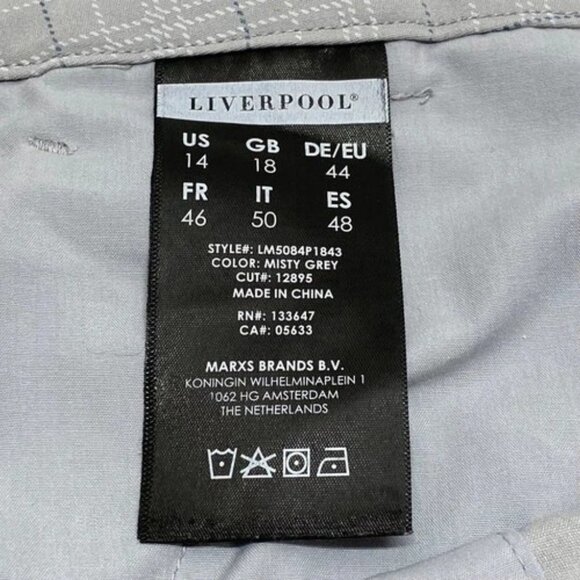 LIVERPOOL®
US GB DE/EU
14 18 44
FR IT ES
46 50 48
STYLE#: LM5084P1843
COLOR: MISTY GREY
CUT#: 12895
MADE IN CHINA
RN#: 133647
CA#: 05633
MARXS BRANDS B.V.
KONINGIN WILHELMINAPLEIN 1
1062 HG AMSTERDAM
THE NETHERLANDS